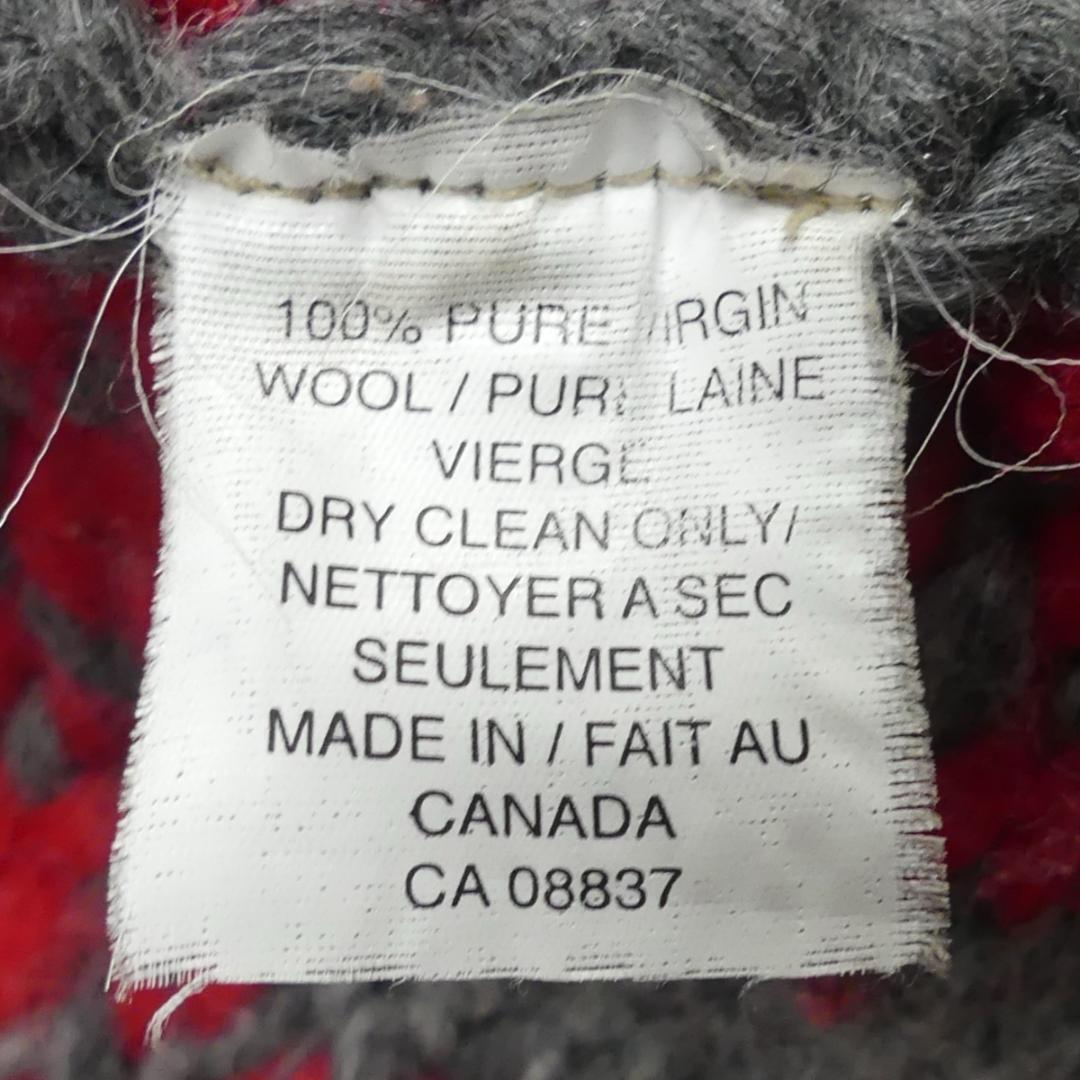 100% PURE VIRGIN
WOOL / PURE LAINE
VIERGE
DRY CLEAN ONLY/
NETTOYER A SEC
SEULEMENT
MADE IN / FAIT AU
CANADA
CA 08837